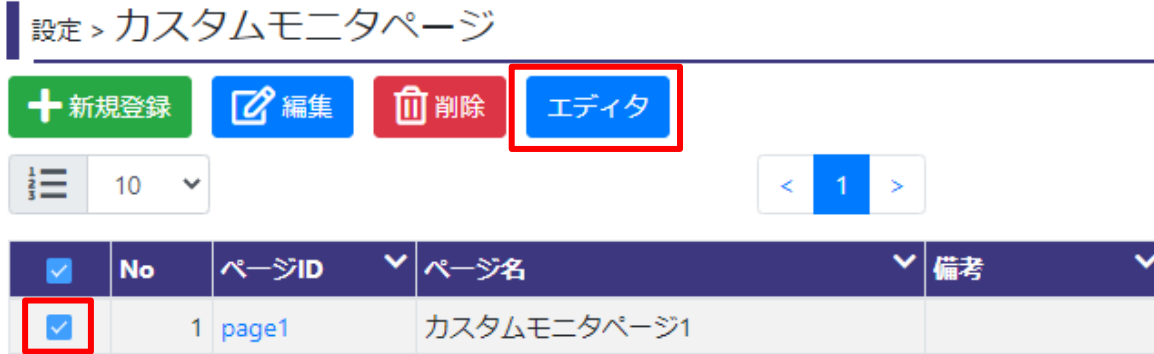 設定 > カスタムモニタページ
新規登録 編集 削除 エディタ
10 < 1 >
No ページID ページ名 備考
1 page1 カスタムモニタページ1